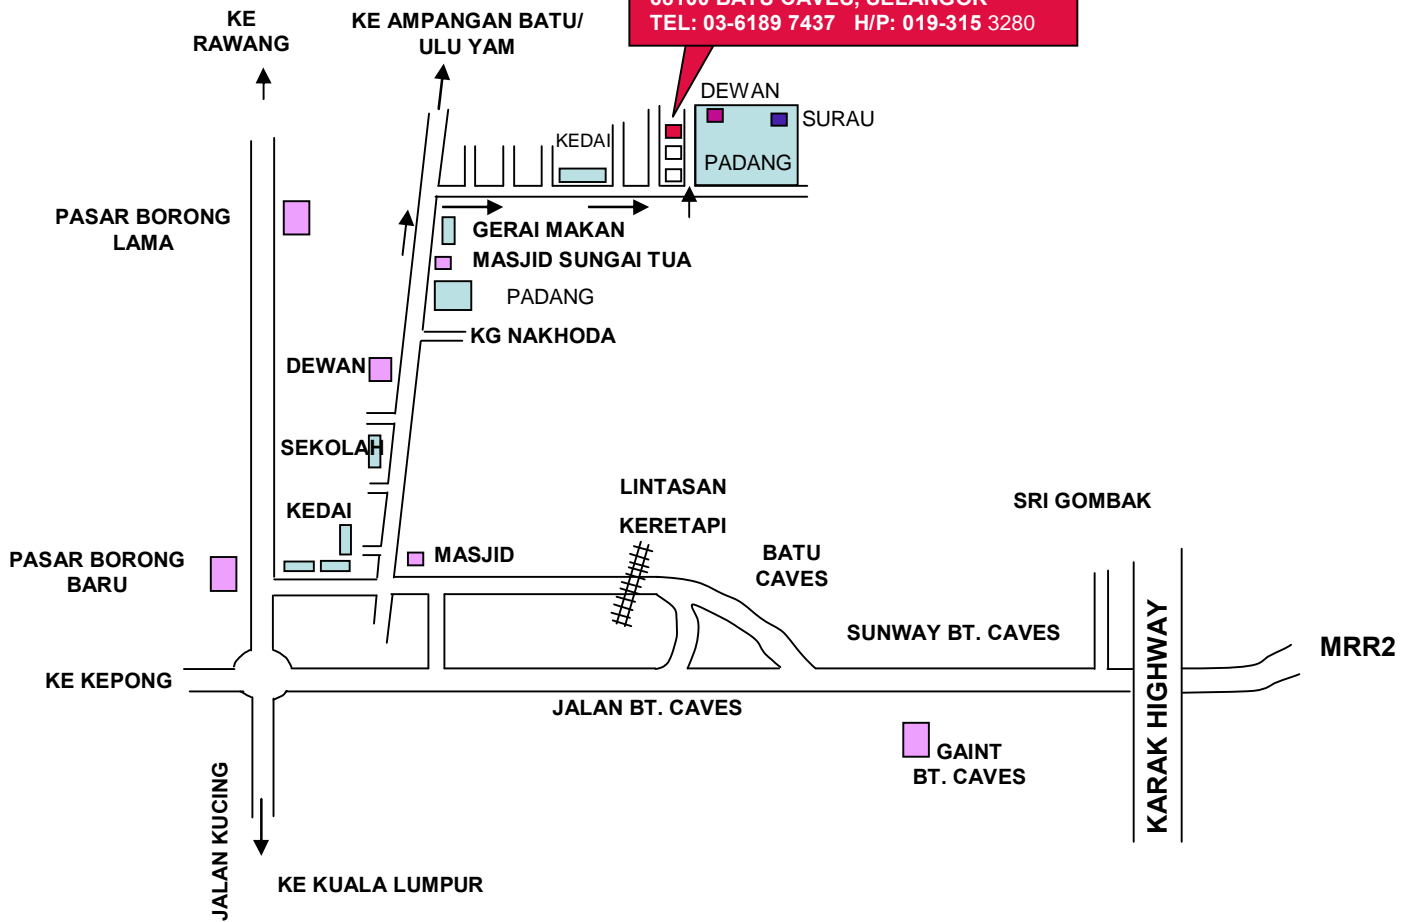 KE
RAWANG
KE AMPANGAN BATU/
ULU YAM
TEL: 03-6189 7437 H/P: 019-315 3280
DEWAN
SURAU
KEDAI
PADANG
PASAR BORONG
LAMA
GERAI MAKAN
MASJID SUNGAI TUA
PADANG
KG NAKHODA
DEWAN
SEKOLAH
KEDAI
LINTASAN
KERETAPI
SRI GOMBAK
PASAR BORONG
BARU
MASJID
BATU
CAVES
SUNWAY BT. CAVES
MRR2
KE KEPONG
JALAN BT. CAVES
KARAK HIGHWAY
GAINT
BT. CAVES
JALAN KUCING
KE KUALA LUMPUR